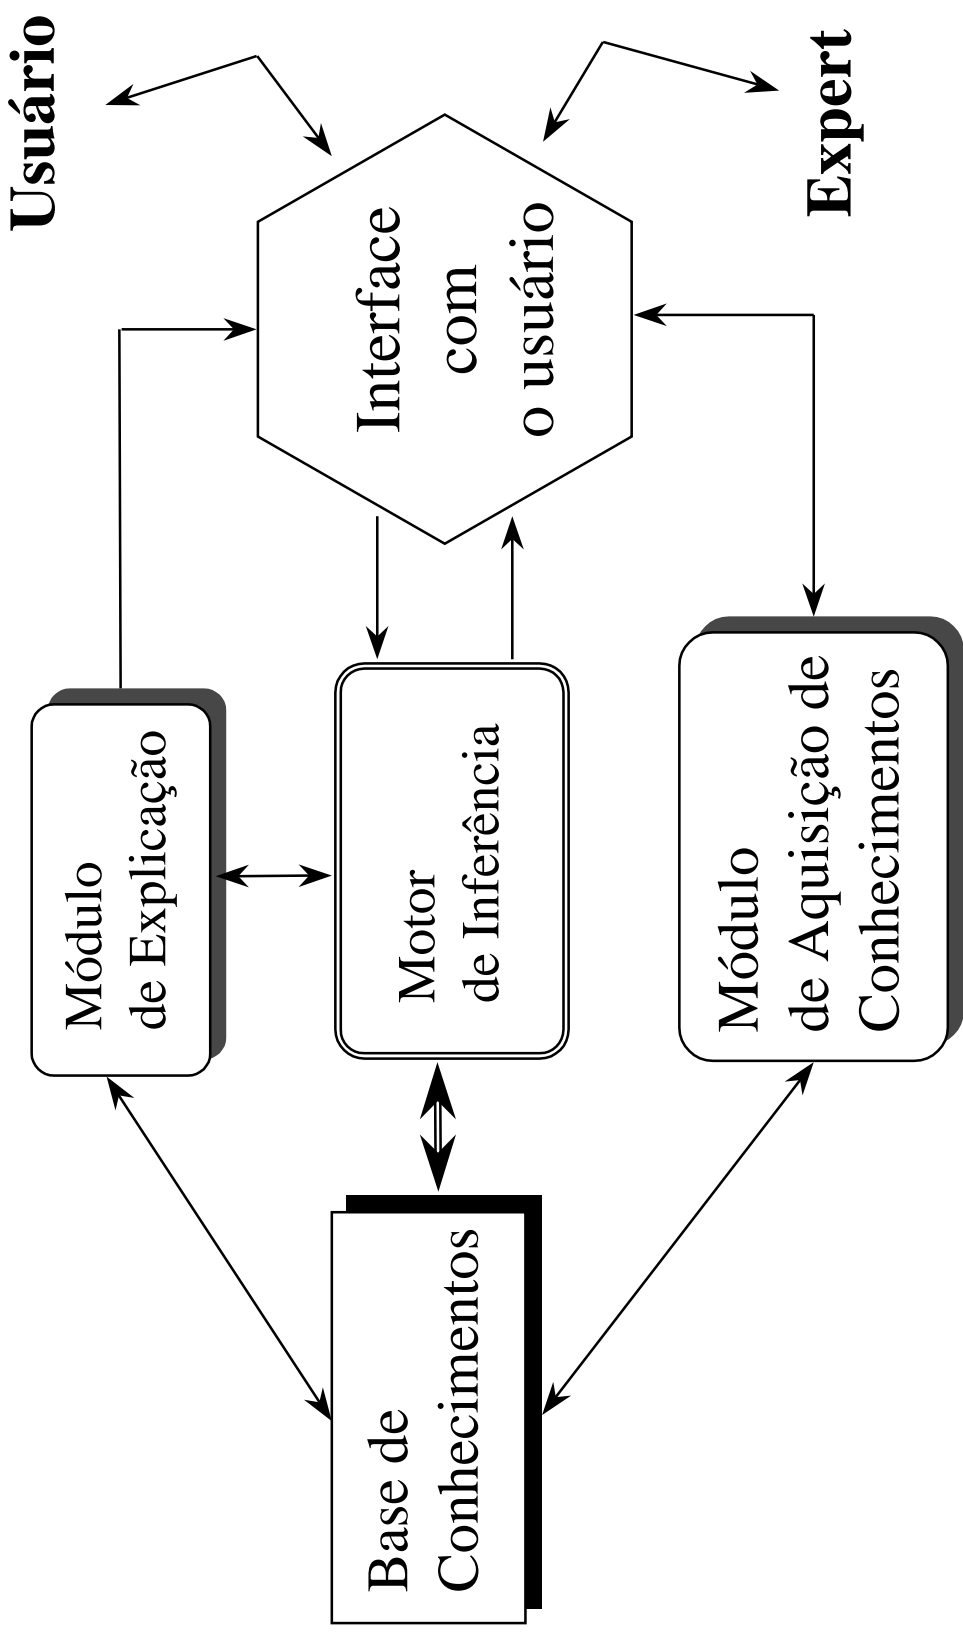 Módulo
de Explicação
Usuário
Base de
Conhecimentos
Motor
de Inferência
Interface
com
o usuário
Módulo
de Aquisição de
Conhecimentos
Expert